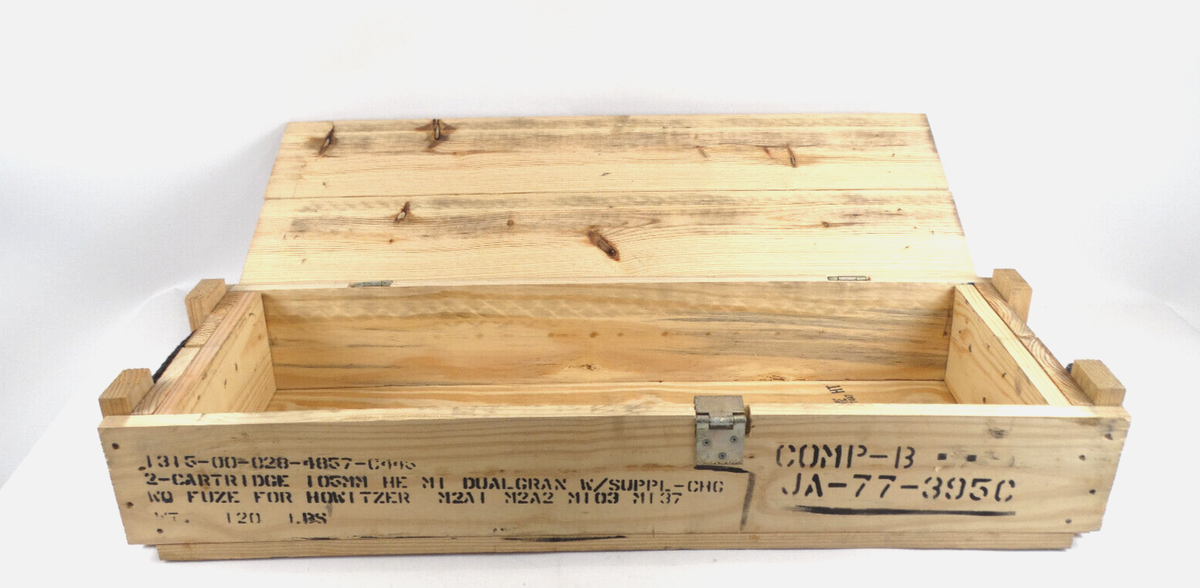 1315-00-028-4857-C445
2-CARTRIDGE 105MM HE M1 DUALGRAN W/SUPPL-CHG
WO FUZE FOR HOWITZER M2A1 M2A2 M103 M137
WT. 120 LBS
COMP-B
JA-77-395C